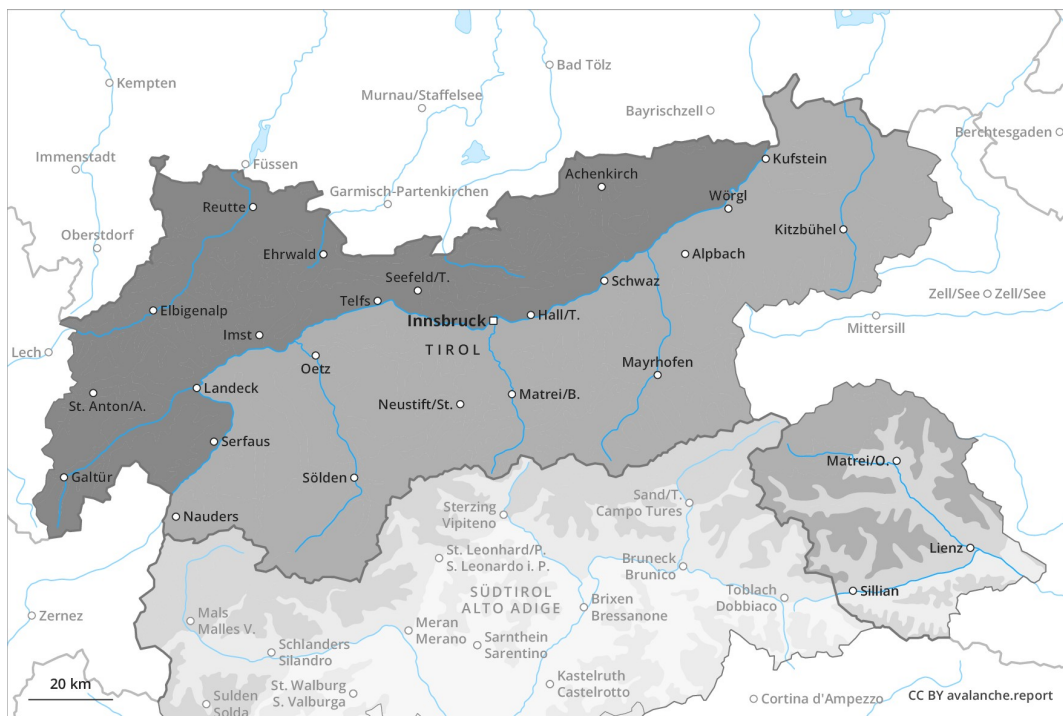 Kempten
Bad Tölz
Murnau/Staffelsee
Bayrischzell
Berchtesgaden
Immenstadt
Füssen
Kufstein
Achenkirch
Garmisch-Partenkirchen
Reutte
Wörgl
Oberstdorf
Kitzbühel
Ehrwald
Alpbach
Seefeld/T.
Schwaz
Telfs
Zell/See
Zell/See
Elbigenalp
Hall/T.
Innsbruck
Mittersill
Imst
TIROL
Lech
Oetz
Mayrhofen
Landeck
St. Anton/A.
Neustift/St.
Matrei/B.
Serfaus
Matrei/O.
Galtür
Sölden
Sand/T.
Campo Tures
Sterzing
Vipiteno
Nauders
Lienz
St. Leonhard/P.
S. Leonardo i. P.
Bruneck
Brunico
SÜDTIROL
ALTO ADIGE
Sillian
Toblach
Dobbiaco
Brixen
Bressanone
Zernez
Mals
Malles V.
Meran
Merano
Sarnthein
Sarentino
Schlanders
Silandro
Kastelruth
Castelrotto
20 km
St. Walburg
S. Valburga
Sulden
Solda
Cortina d'Ampezzo
CC BY avalanche.report